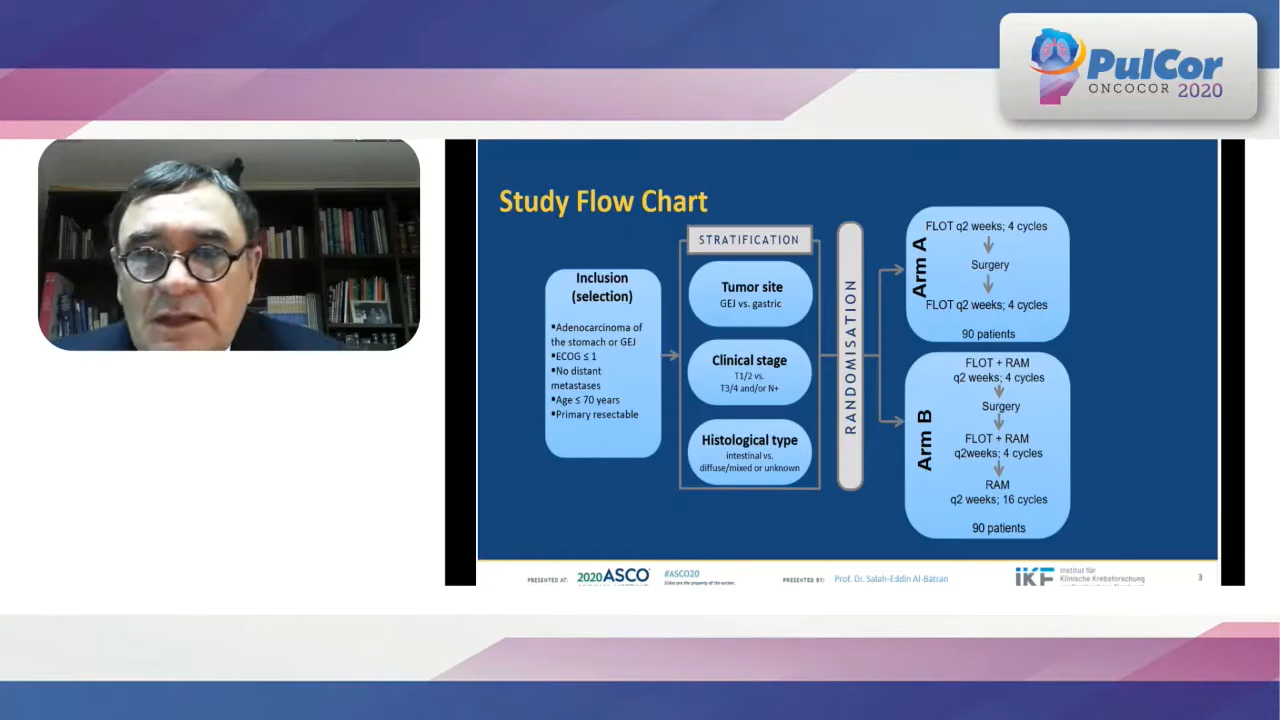 PulCor
ONCOCOR 2020
Study Flow Chart
Inclusion
(selection)
▪Adenocarcinoma of
the stomach or GEJ
▪ECOG ≤ 1
▪No distant
metastases
▪Age ≤ 70 years
▪Primary resectable
STRATIFICATION
Tumor site
GEJ vs. gastric
Clinical stage
T1/2 vs.
T3/4 and/or N+
Histological type
intestinal vs.
diffuse/mixed or unknown
RANDOMISATION
Arm A
FLOT q2 weeks; 4 cycles
Surgery
FLOT q2 weeks; 4 cycles
90 patients
Arm B
FLOT + RAM
q2 weeks; 4 cycles
Surgery
FLOT + RAM
q2weeks; 4 cycles
RAM
q2 weeks; 16 cycles
90 patients
PRESENTED AT:
2020 ASCO
#ASCO20
Slides are the property of the author.
PRESENTED BY:
Prof. Dr. Salah-Eddin Al-Batran
IKF
Institut für
Klinische Krebsforschung
3